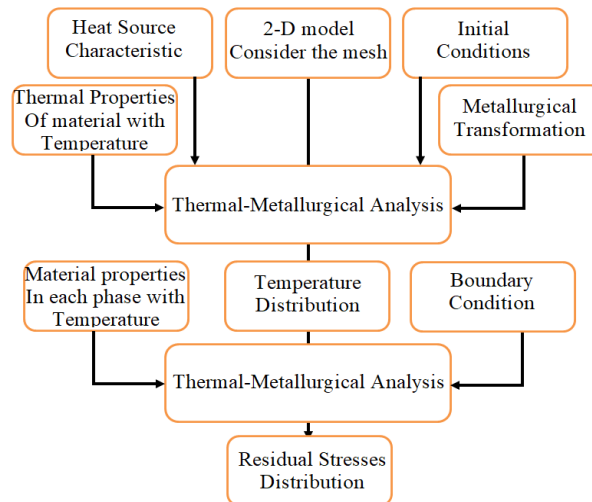 Heat Source
Characteristic
2-D model
Consider the mesh
Initial
Conditions
Thermal Properties
Of material with
Temperature
Metallurgical
Transformation
Thermal-Metallurgical Analysis
Material properties
In each phase with
Temperature
Temperature
Distribution
Boundary
Condition
Thermal-Metallurgical Analysis
Residual Stresses
Distribution